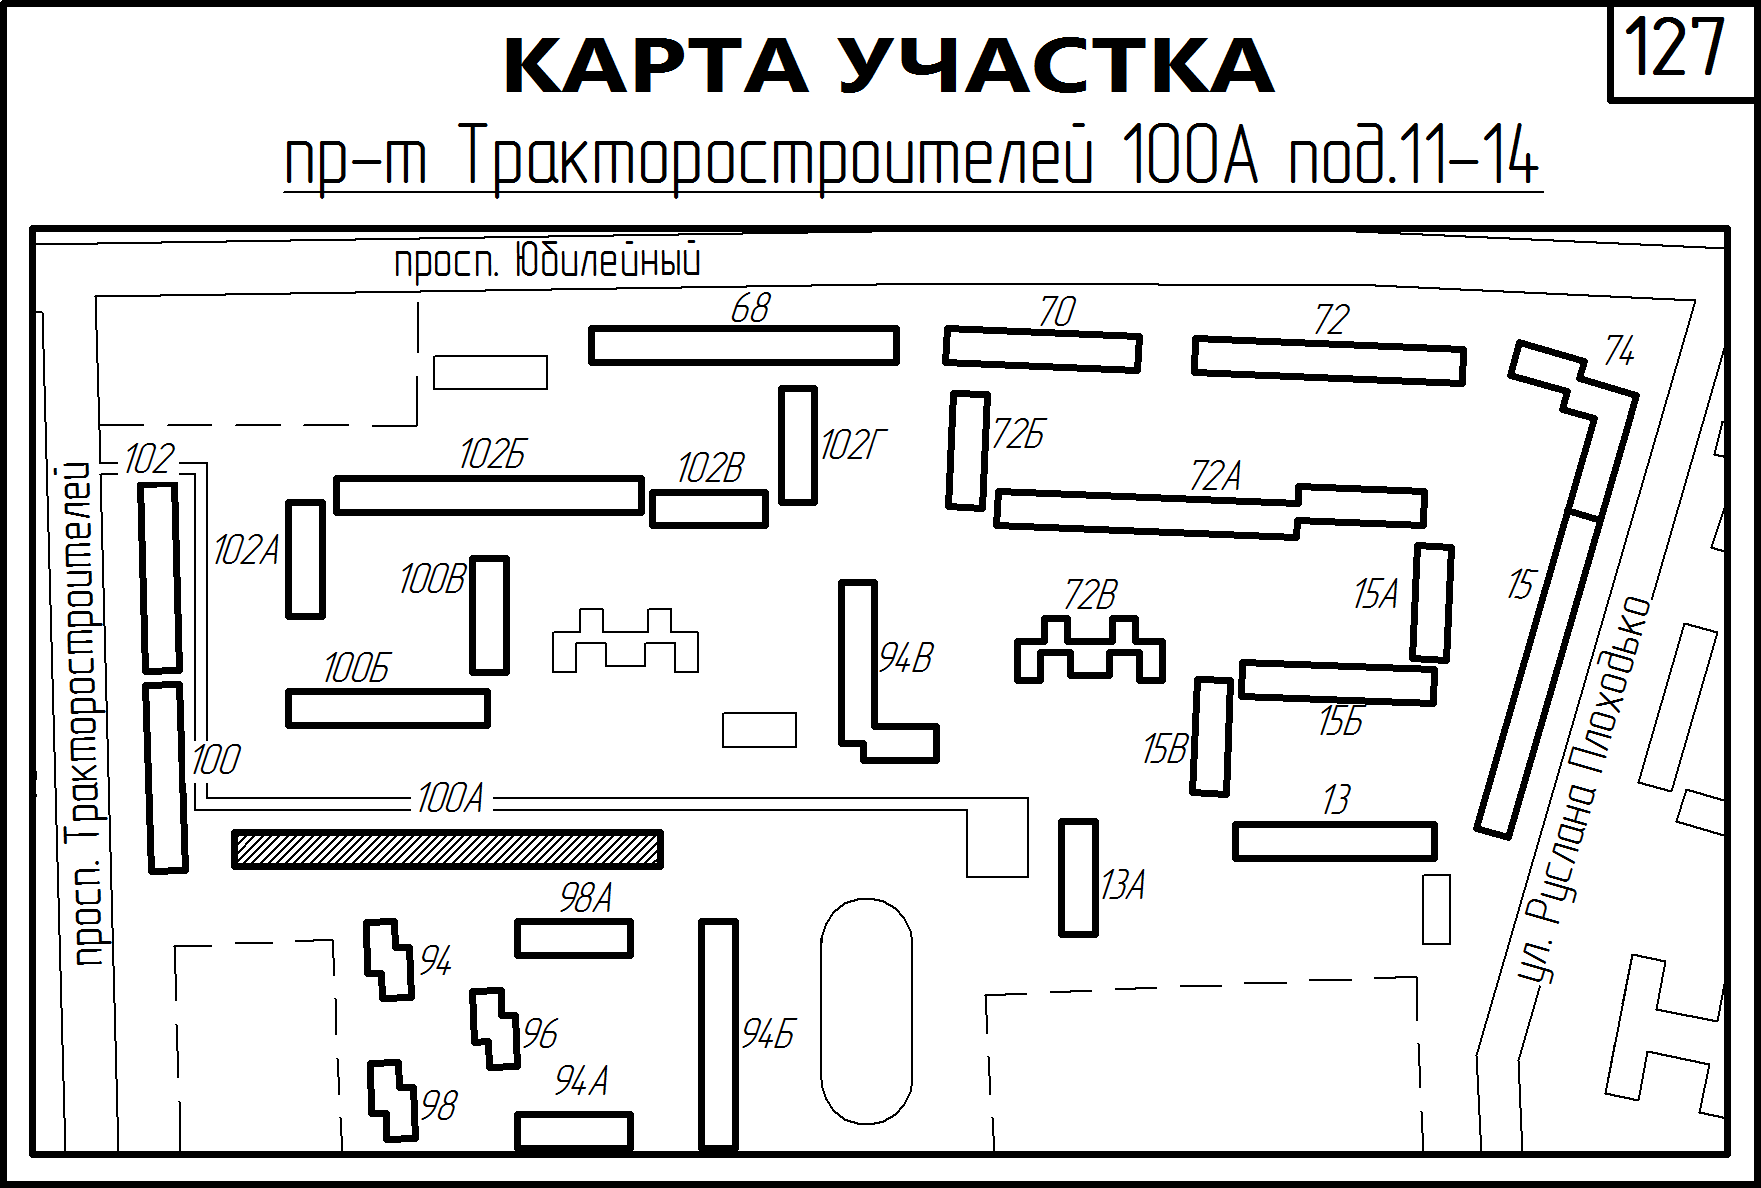 127
КАРТА УЧАСТКА
пр-т Тракторостроителей 100А под.11-14
просп. Юбилейный
68
70
72
74
102
102Б
102В
102Г
72Б
72А
102А
100В
72В
15А
15
100Б
94В
15Б
15В
100
100А
13
13А
98А
94
96
94Б
94А
98
просп. Тракторостроителей
ул. Руслана Плоходько